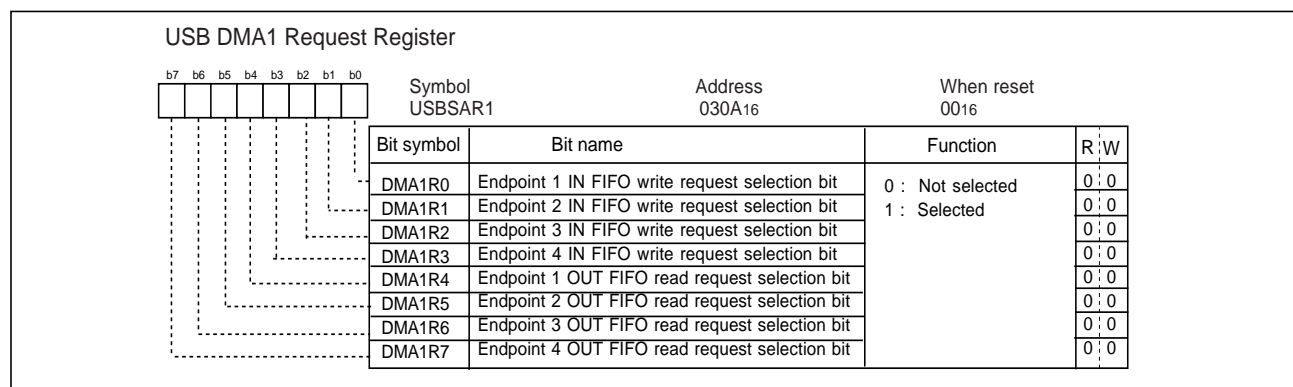 USB DMA1 Request Register
b7 b6 b5 b4 b3 b2 b1 b0
Symbol Address When reset
USBSAR1 030A16 0016
Bit symbol Bit name Function R W
DMA1R0 Endpoint 1 IN FIFO write request selection bit 0 : Not selected 0 0
DMA1R1 Endpoint 2 IN FIFO write request selection bit 1 : Selected 0 0
DMA1R2 Endpoint 3 IN FIFO write request selection bit 0 0
DMA1R3 Endpoint 4 IN FIFO write request selection bit 0 0
DMA1R4 Endpoint 1 OUT FIFO read request selection bit 0 0
DMA1R5 Endpoint 2 OUT FIFO read request selection bit 0 0
DMA1R6 Endpoint 3 OUT FIFO read request selection bit 0 0
DMA1R7 Endpoint 4 OUT FIFO read request selection bit 0 0